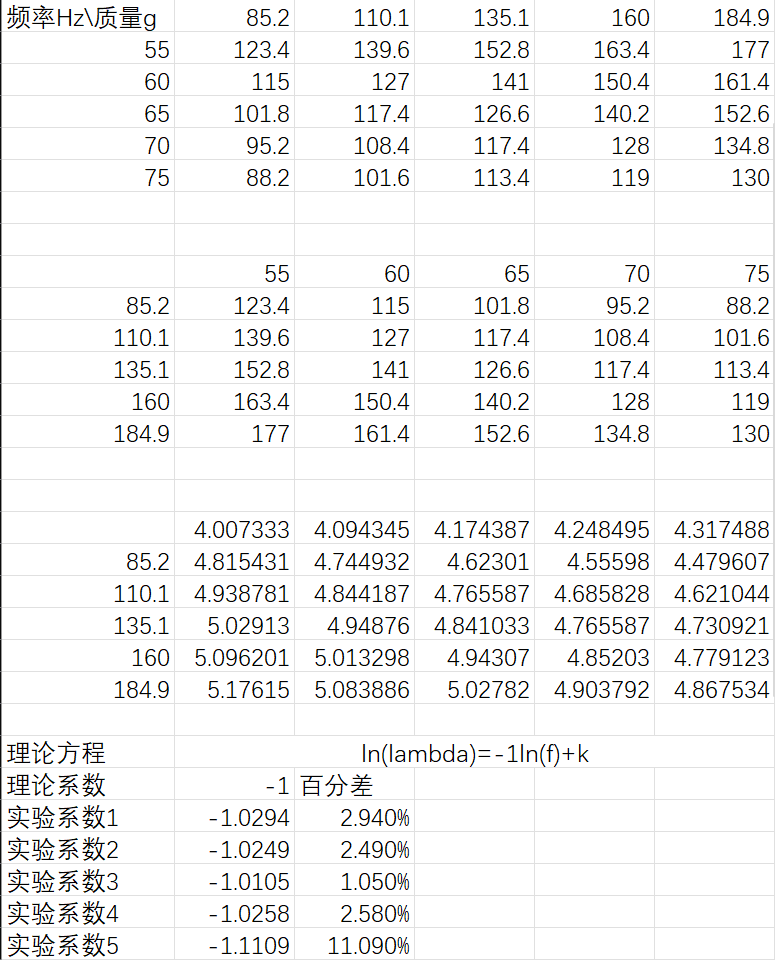 频率Hz\质量g 85.2 110.1 135.1 160 184.9
55 123.4 139.6 152.8 163.4 177
60 115 127 141 150.4 161.4
65 101.8 117.4 126.6 140.2 152.6
70 95.2 108.4 117.4 128 134.8
75 88.2 101.6 113.4 119 130
55 60 65 70 75
85.2 123.4 115 101.8 95.2 88.2
110.1 139.6 127 117.4 108.4 101.6
135.1 152.8 141 126.6 117.4 113.4
160 163.4 150.4 140.2 128 119
184.9 177 161.4 152.6 134.8 130
4.007333 4.094345 4.174387 4.248495 4.317488
85.2 4.815431 4.744932 4.62301 4.55598 4.479607
110.1 4.938781 4.844187 4.765587 4.685828 4.621044
135.1 5.02913 4.94876 4.841033 4.765587 4.730921
160 5.096201 5.013298 4.94307 4.85203 4.779123
184.9 5.17615 5.083886 5.02782 4.903792 4.867534
理论方程 ln(lambda)=-1ln(f)+k
理论系数 -1 百分差
实验系数1 -1.0294 2.940%
实验系数2 -1.0249 2.490%
实验系数3 -1.0105 1.050%
实验系数4 -1.0258 2.580%
实验系数5 -1.1109 11.090%